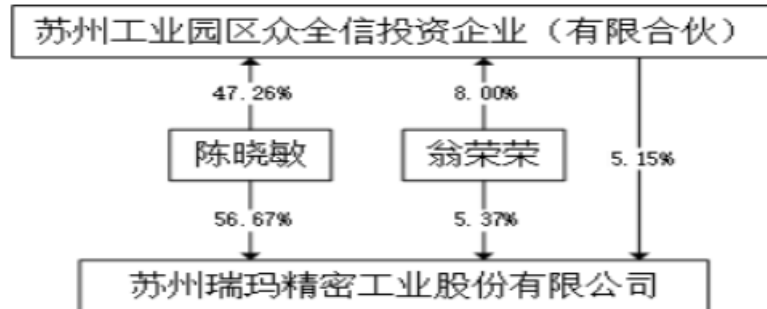 苏州工业园区众全信投资企业（有限合伙）
47.26%
8.00%
陈晓敏
翁荣荣
5.15%
56.67%
5.37%
苏州瑞玛精密工业股份有限公司